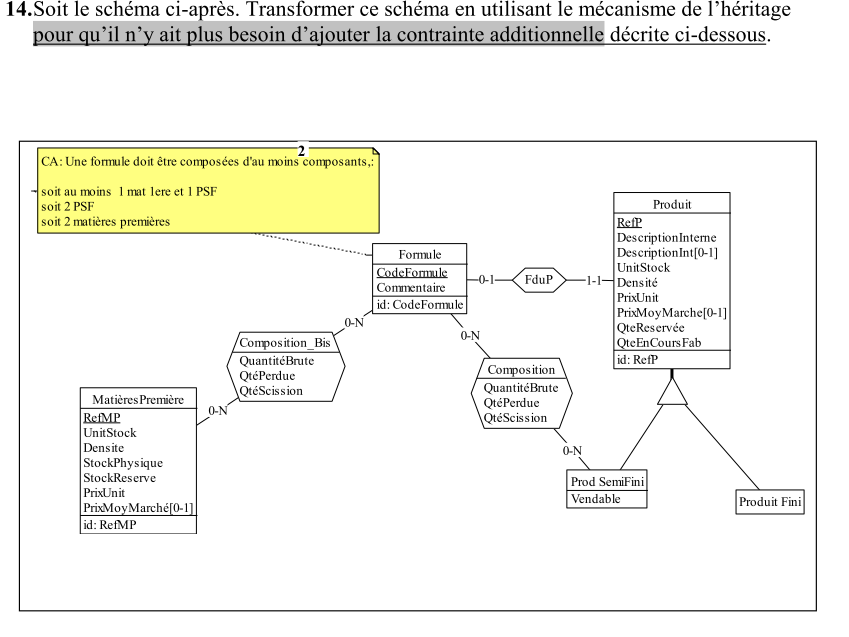 14.Soit le schéma ci-après. Transformer ce schéma en utilisant le mécanisme de l'héritage
pour qu'il n'y ait plus besoin d'ajouter la contrainte additionnelle décrite ci-dessous.
2
CA: Une formule doit être composées d'au moins composants,:
soit au moins 1 mat 1ere et 1 PSF
soit 2 PSF
soit 2 matières premières
Produit
RefP
DescriptionInterne
DescriptionInt[0-1]
UnitStock
Densité
PrixUnit
PrixMoyMarche[0-1]
QteReservée
QteEnCoursFab
id: RefP
Formule
CodeFormule
Commentaire
id: CodeFormule
0-1
FduP
1-1
0-N
0-N
Composition_Bis
QuantitéBrute
QtéPerdue
QtéScission
Composition
QuantitéBrute
QtéPerdue
QtéScission
0-N
0-N
MatièresPremière
RefMP
UnitStock
Densite
StockPhysique
StockReserve
PrixUnit
PrixMoyMarché[0-1]
id: RefMP
Prod SemiFini
Vendable
Produit Fini